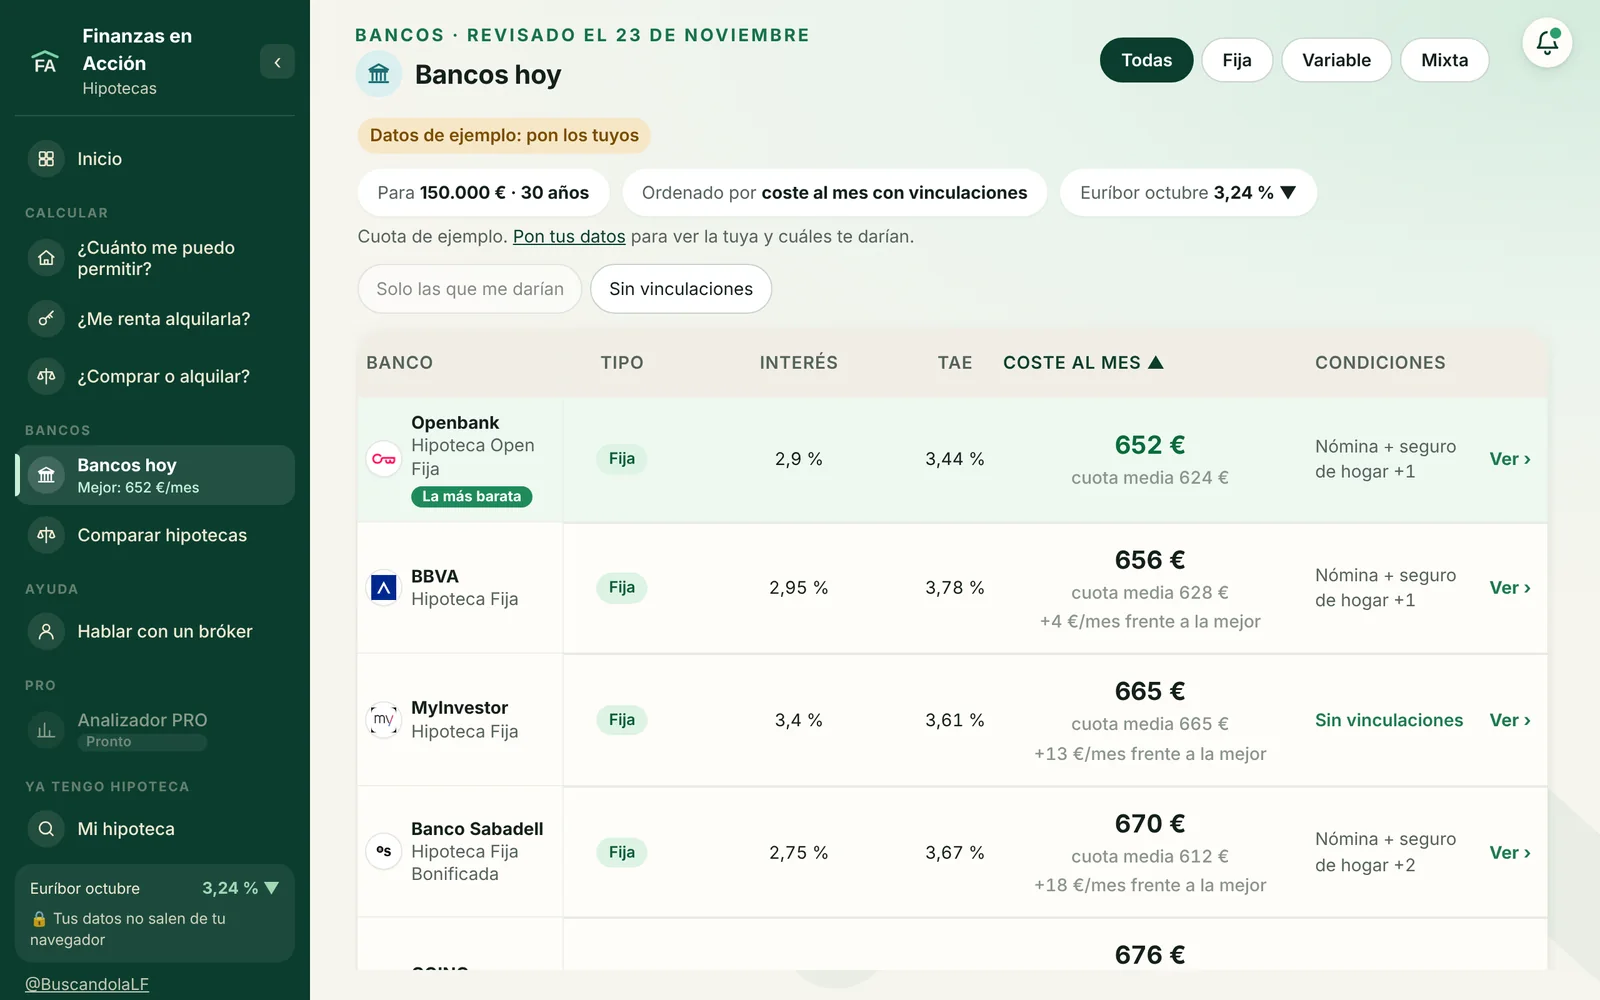 FA
Finanzas en
Acción
Hipotecas
Inicio
CALCULAR
¿Cuánto me puedo
permitir?
¿Me renta alquilarla?
¿Comprar o alquilar?
BANCOS
Bancos hoy
Mejor: 652 €/mes
Comparar hipotecas
AYUDA
Hablar con un bróker
PRO
Analizador PRO
Pronto
YA TENGO HIPOTECA
Mi hipoteca
Euríbor octubre 3,24 % ▼
🔒 Tus datos no salen de tu
navegador
@BuscandolaLF
BANCOS · REVISADO EL 23 DE NOVIEMBRE
Bancos hoy
Todas Fija Variable Mixta
Datos de ejemplo: pon los tuyos
Para 150.000 € · 30 años Ordenado por coste al mes con vinculaciones Euríbor octubre 3,24 % ▼
Cuota de ejemplo. Pon tus datos para ver la tuya y cuáles te darían.
Solo las que me darían Sin vinculaciones
BANCO TIPO INTERÉS TAE COSTE AL MES ▲ CONDICIONES
Openbank
Hipoteca Open
Fija
La más barata
Fija 2,9 % 3,44 % 652 €
cuota media 624 €
Nómina + seguro
de hogar +1
Ver ›
BBVA
Hipoteca Fija
Fija 2,95 % 3,78 % 656 €
cuota media 628 €
+4 €/mes frente a la mejor
Nómina + seguro
de hogar +1
Ver ›
my
MyInvestor
Hipoteca Fija
Fija 3,4 % 3,61 % 665 €
cuota media 665 €
+13 €/mes frente a la mejor
Sin vinculaciones
Ver ›
Banco Sabadell
Hipoteca Fija
Bonificada
Fija 2,75 % 3,67 % 670 €
cuota media 612 €
+18 €/mes frente a la mejor
Nómina + seguro
de hogar +2
Ver ›
676 €